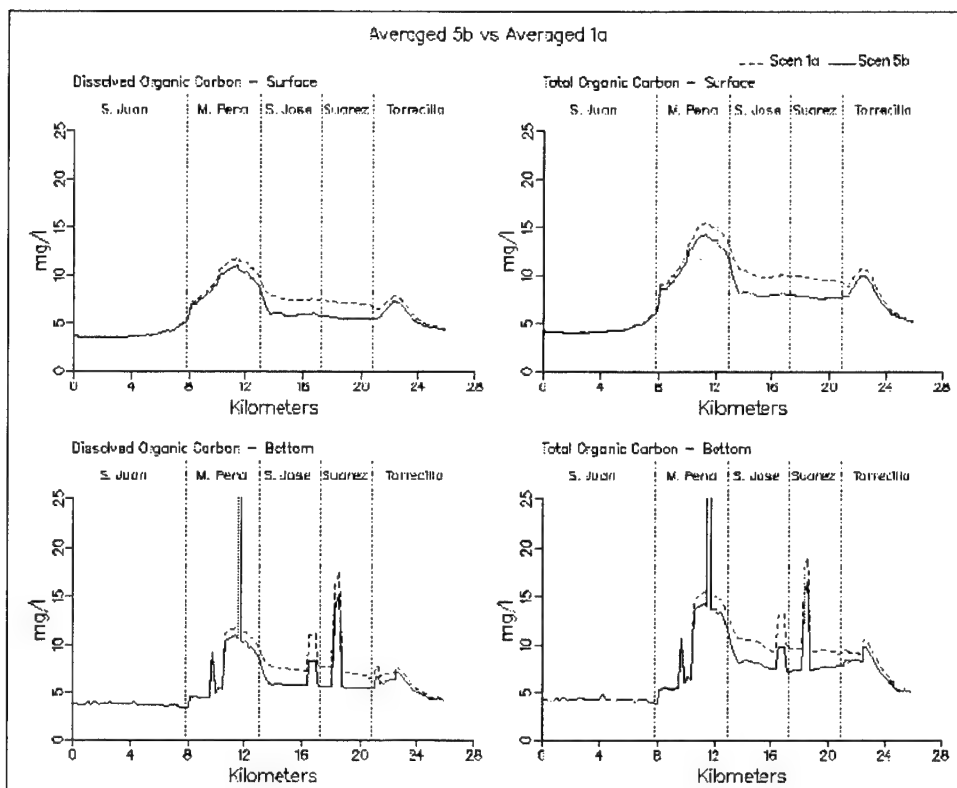 Averaged 5b vs Averaged 1a
Scen 1a Scen 5b
Dissolved Organic Carbon – Surface
S. Juan M. Pena S. Jose Suarez Torrecilla
mg/l
0 5 10 15 20 25
0 4 8 12 16 20 24 28
Kilometers
Total Organic Carbon – Surface
S. Juan M. Pena S. Jose Suarez Torrecilla
mg/l
0 5 10 15 20 25
0 4 8 12 16 20 24 28
Kilometers
Dissolved Organic Carbon – Bottom
S. Juan M. Pena S. Jose Suarez Torrecilla
mg/l
0 5 10 15 20 25
0 4 8 12 16 20 24 28
Kilometers
Total Organic Carbon – Bottom
S. Juan M. Pena S. Jose Suarez Torrecilla
mg/l
0 5 10 15 20 25
0 4 8 12 16 20 24 28
Kilometers